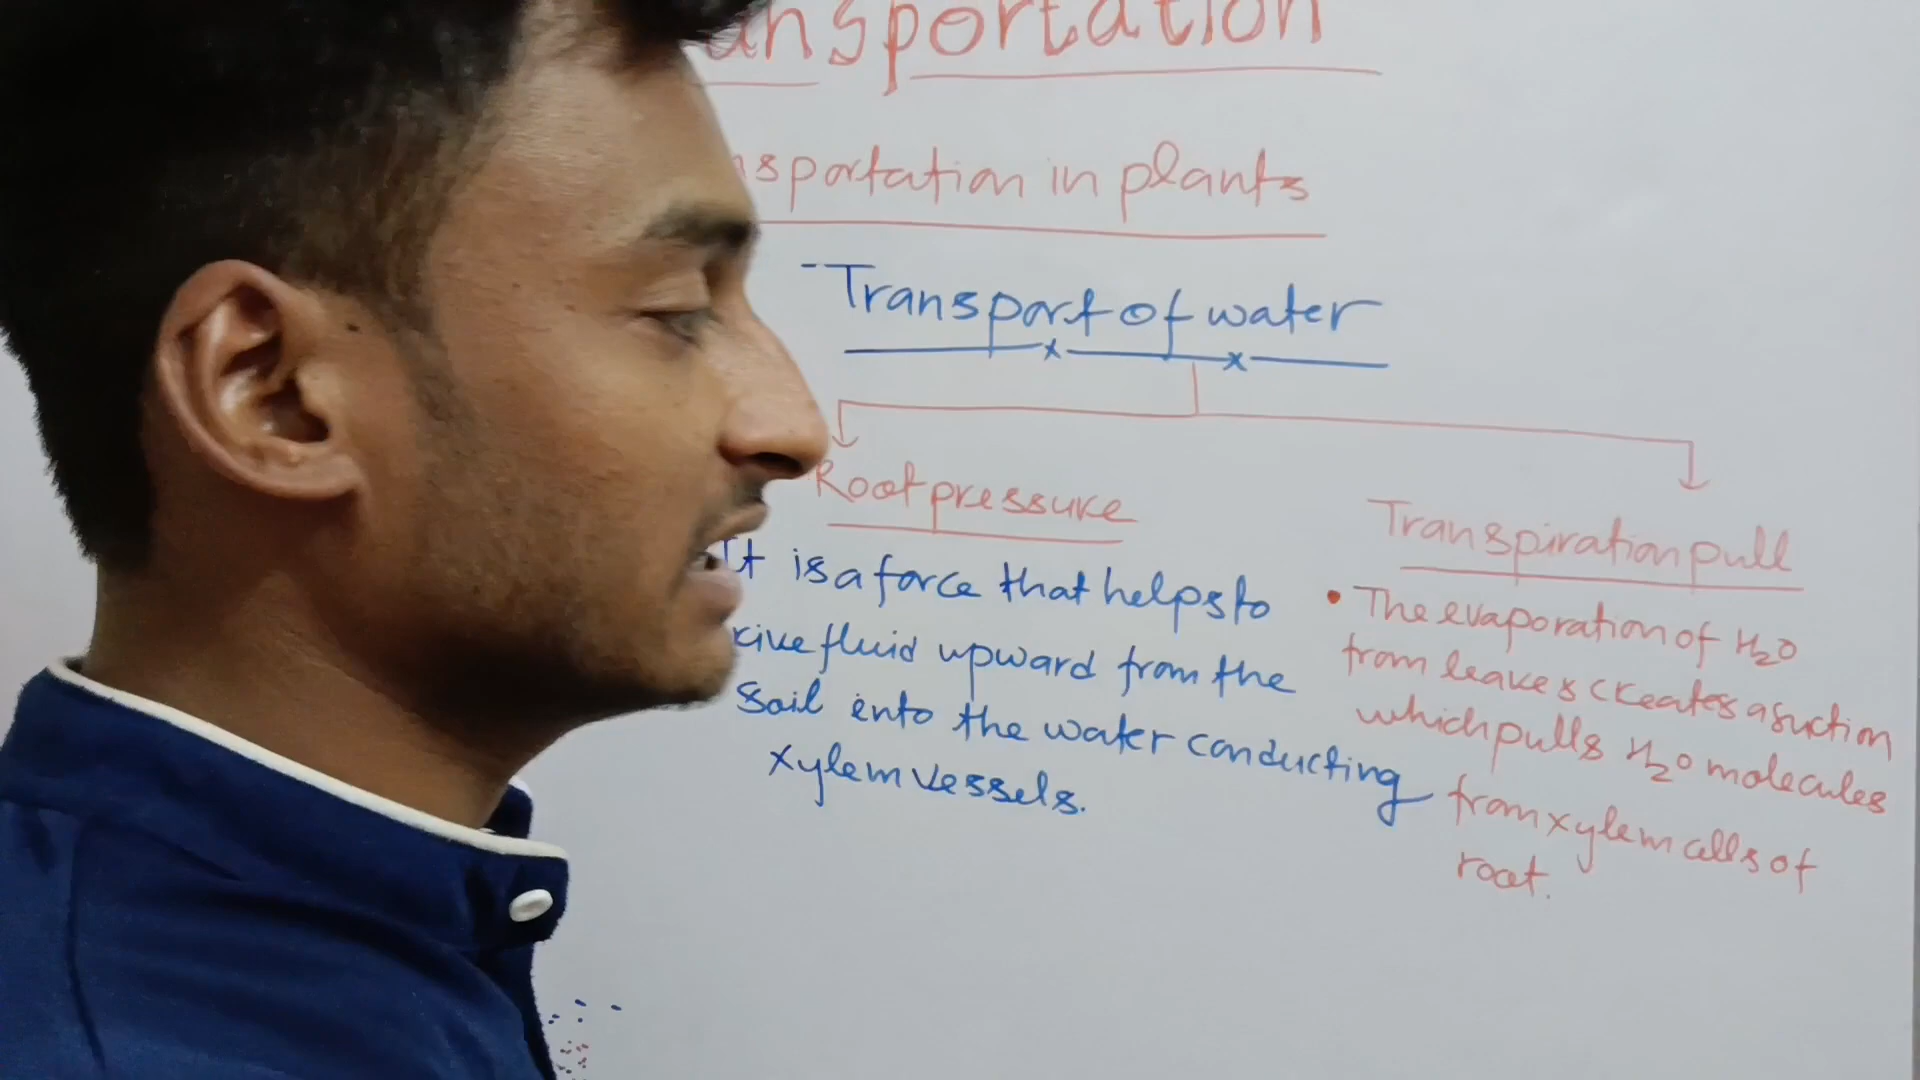 ansportation
nsportation in plants
Transport of water
Root pressure
It is a force that helps to
rive fluid upward from the
Soil into the water conducting
xylem vessels.
Transpiration pull
• The evaporation of H₂O
from leaves creates a suction
which pulls H₂O molecules
from xylem cells of
root.